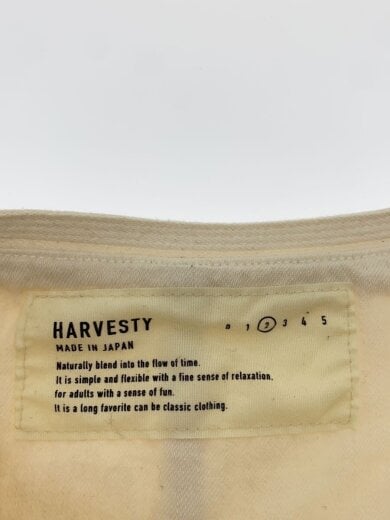 HARVESTY 0 1 2 3 4 5
MADE IN JAPAN
Naturally blend into the flow of time.
It is simple and flexible with a fine sense of relaxation.
for adults with a sense of fun.
It is a long favorite can be classic clothing.